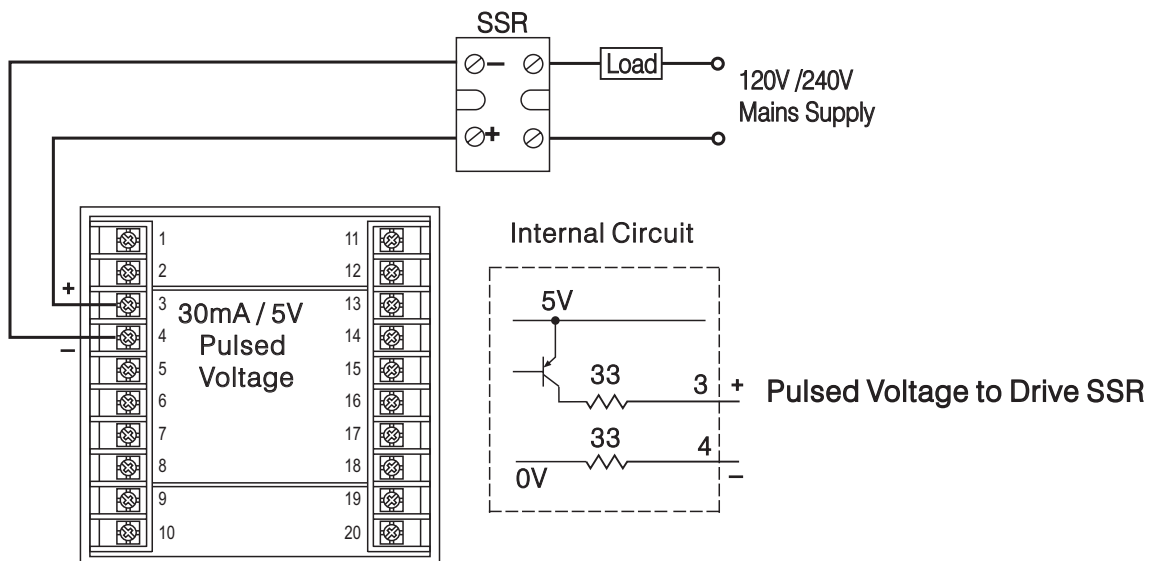 SSR
−
Load
+
120V /240V
Mains Supply
1
2
+
3
4
−
5
6
7
8
9
10
30mA / 5V
Pulsed
Voltage
11
12
13
14
15
16
17
18
19
20
Internal Circuit
5V
33
3 +
Pulsed Voltage to Drive SSR
33
4
−
0V